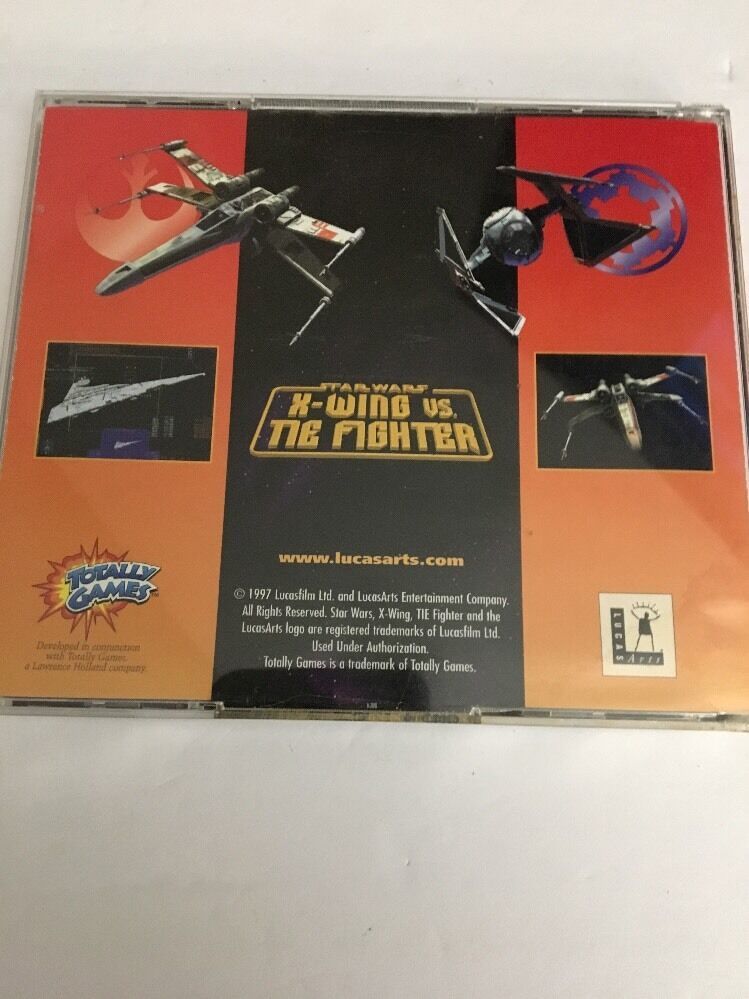 STAR WARS
X-WING VS.
TIE FIGHTER
www.lucasarts.com
© 1997 Lucasfilm Ltd. and LucasArts Entertainment Company.
All Rights Reserved. Star Wars, X-Wing, TIE Fighter and the
LucasArts logo are registered trademarks of Lucasfilm Ltd.
Used Under Authorization.
Totally Games is a trademark of Totally Games.
TOTALLY
GAMES™
Developed in conjunction
with Totally Games,
a Lawrence Holland company.
LUCAS
Arts